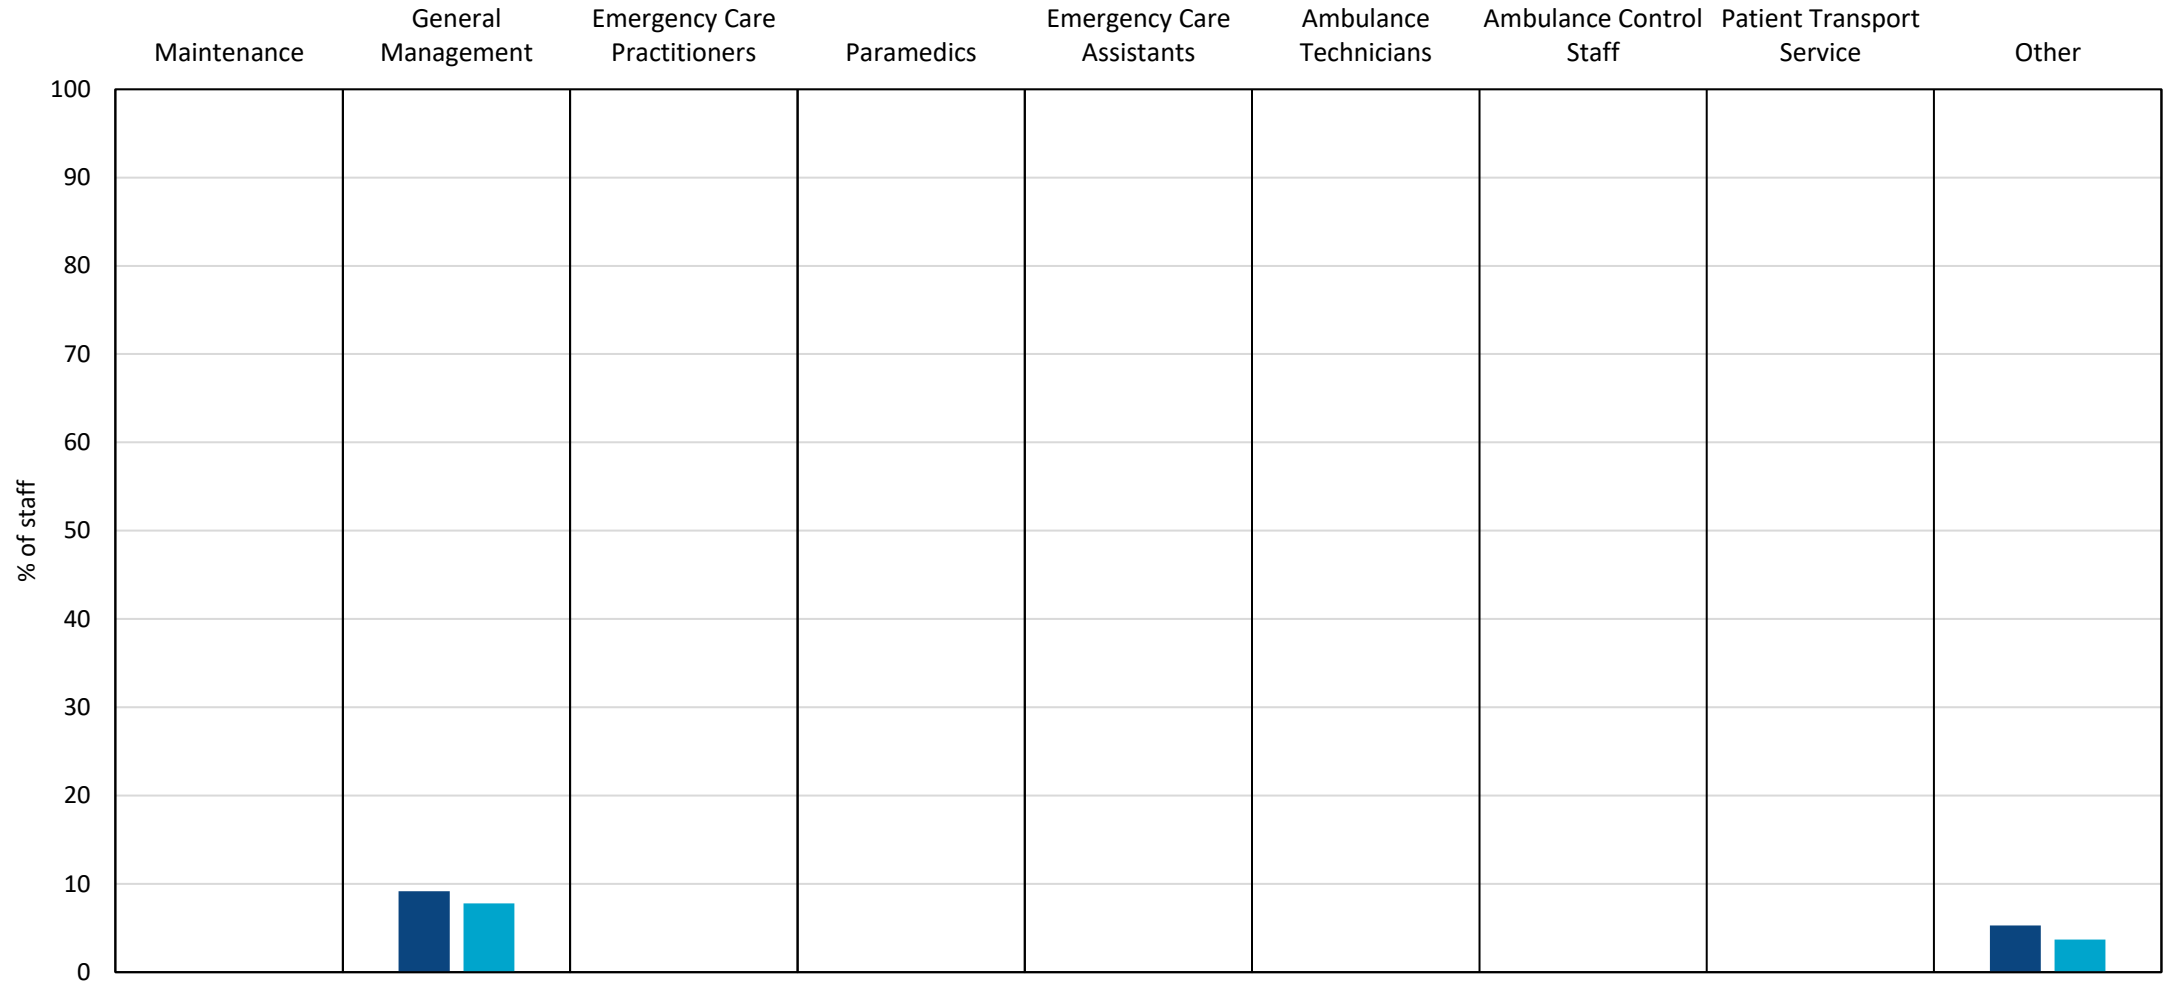 Maintenance
General
Management
Emergency Care
Practitioners
Paramedics
Emergency Care
Assistants
Ambulance
Technicians
Ambulance Control
Staff
Patient Transport
Service
Other
100
90
80
70
60
50
40
30
20
10
0
% of staff